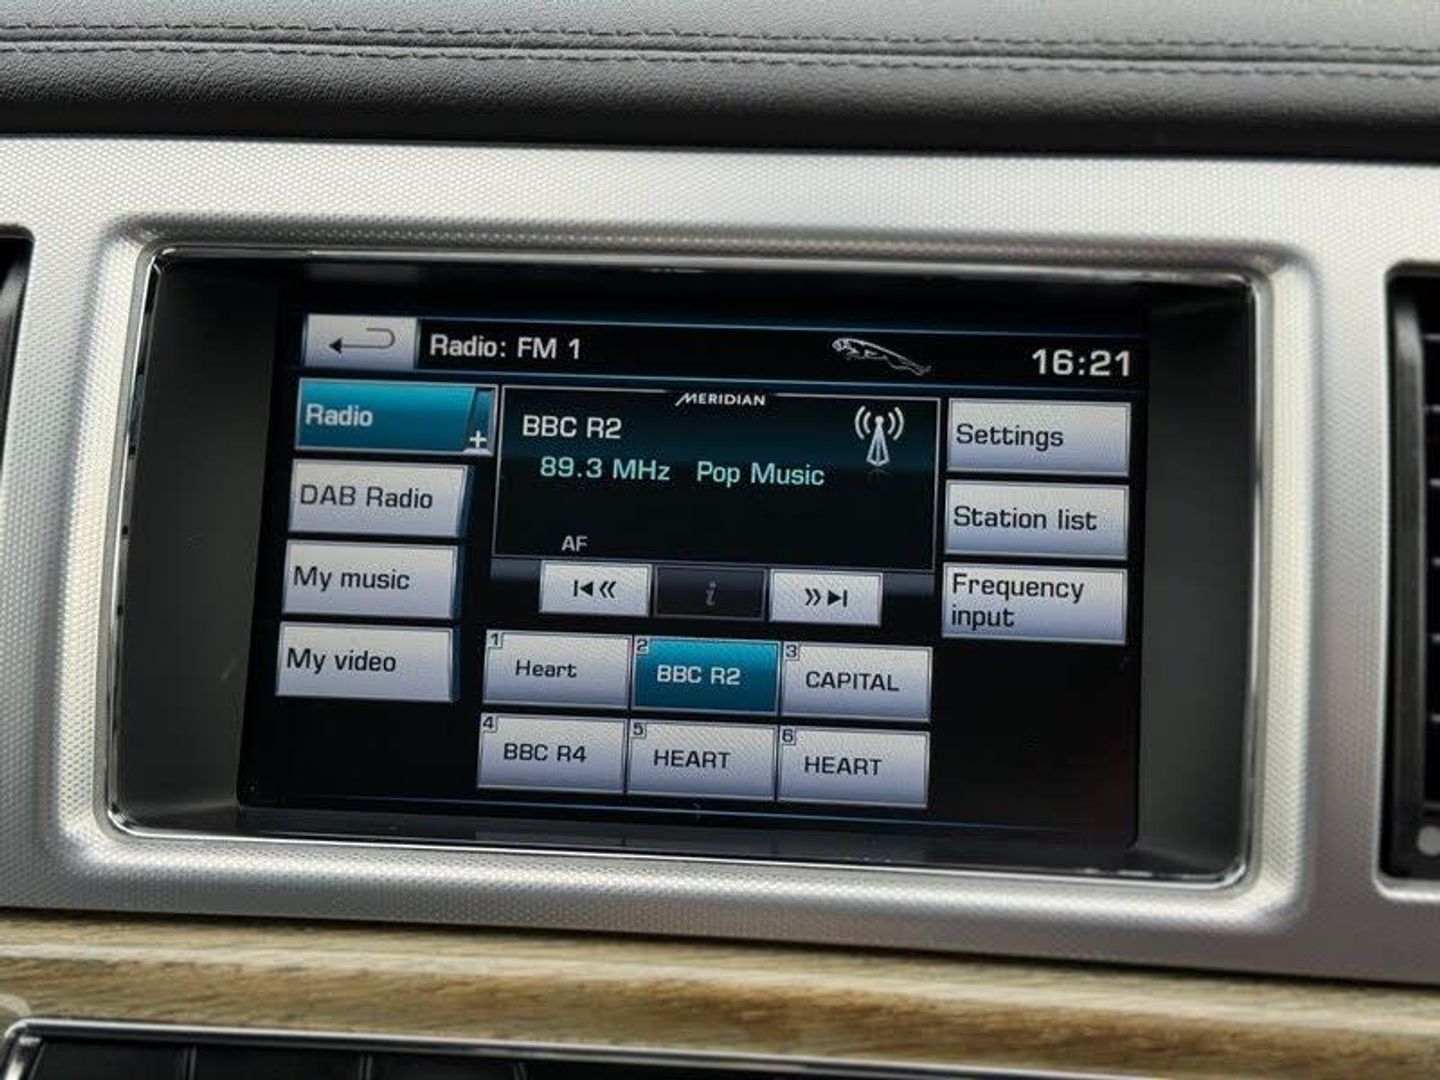 Radio: FM 1
16:21
Radio
+
DAB Radio
My music
My video
MERIDIAN
BBC R2
89.3 MHz Pop Music
AF
i
Settings
Station list
Frequency
input
1 Heart
2 BBC R2
3 CAPITAL
4 BBC R4
5 HEART
6 HEART